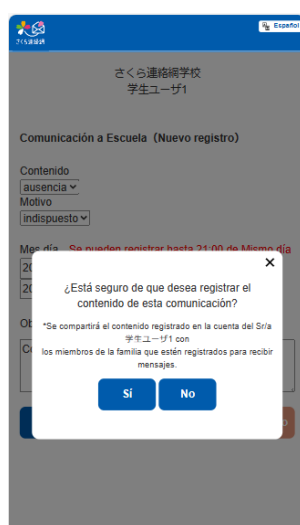 さくら連絡網
Español
さくら連絡網学校
学生ユーザ1
Comunicación a Escuela（Nuevo registro）
Contenido
ausencia
Motivo
indispuesto
Mes día Se pueden registrar hasta 21:00 de Mismo día
20
20
×
¿Está seguro de que desea registrar el
contenido de esta comunicación?
*Se compartirá el contenido registrado en la cuenta del Sr/a
学生ユーザ1 con
los miembros de la familia que estén registrados para recibir
mensajes.
Sí No